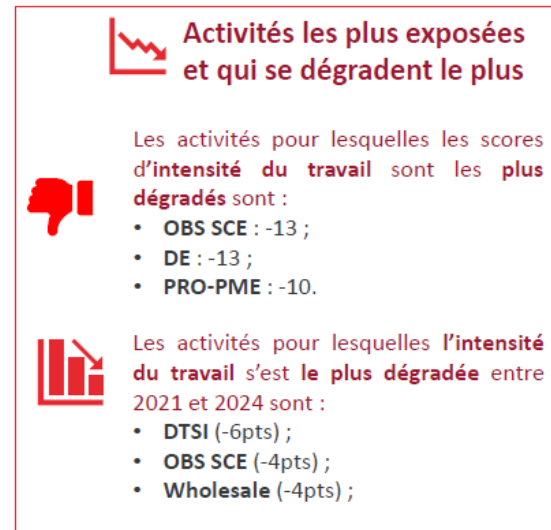 Activités les plus exposées
et qui se dégradent le plus
Les activités pour lesquelles les scores
d'intensité du travail sont les plus
dégradés sont :
• OBS SCE : -13 ;
• DE : -13 ;
• PRO-PME : -10.
Les activités pour lesquelles l'intensité
du travail s'est le plus dégradée entre
2021 et 2024 sont :
• DTSI (-6pts) ;
• OBS SCE (-4pts) ;
• Wholesale (-4pts) ;